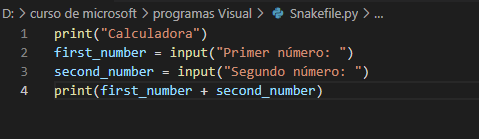 D: > curso de microsoft > programas Visual > Snakefile.py > ...
1 print("Calculadora")
2 first_number = input("Primer número: ")
3 second_number = input("Segundo número: ")
4 print(first_number + second_number)